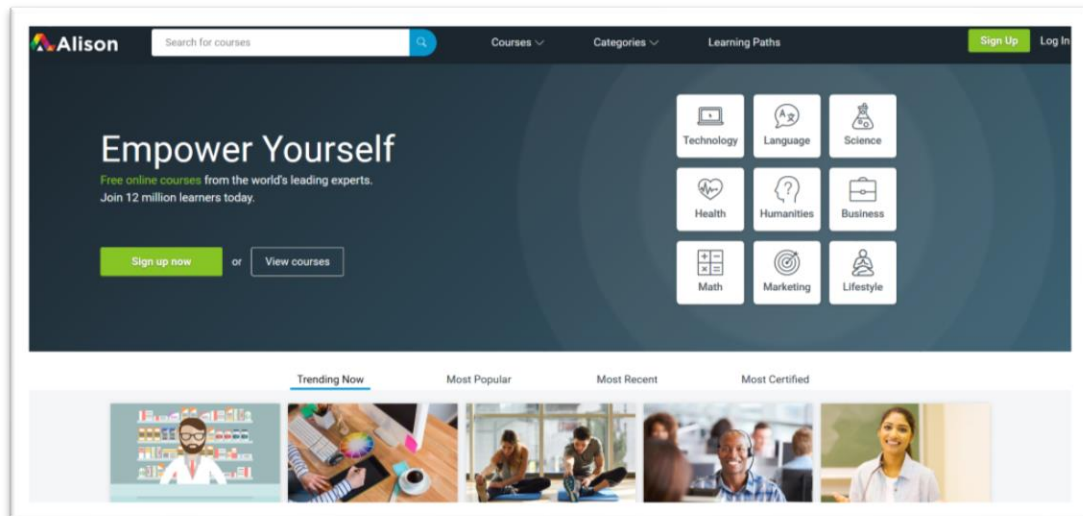 Alison
Search for courses
Courses
Categories
Learning Paths
Sign Up
Log In
Empower Yourself
Free online courses from the world's leading experts.
Join 12 million learners today.
Sign up now
or
View courses
Technology
Language
Science
Health
Humanities
Business
Math
Marketing
Lifestyle
Trending Now
Most Popular
Most Recent
Most Certified